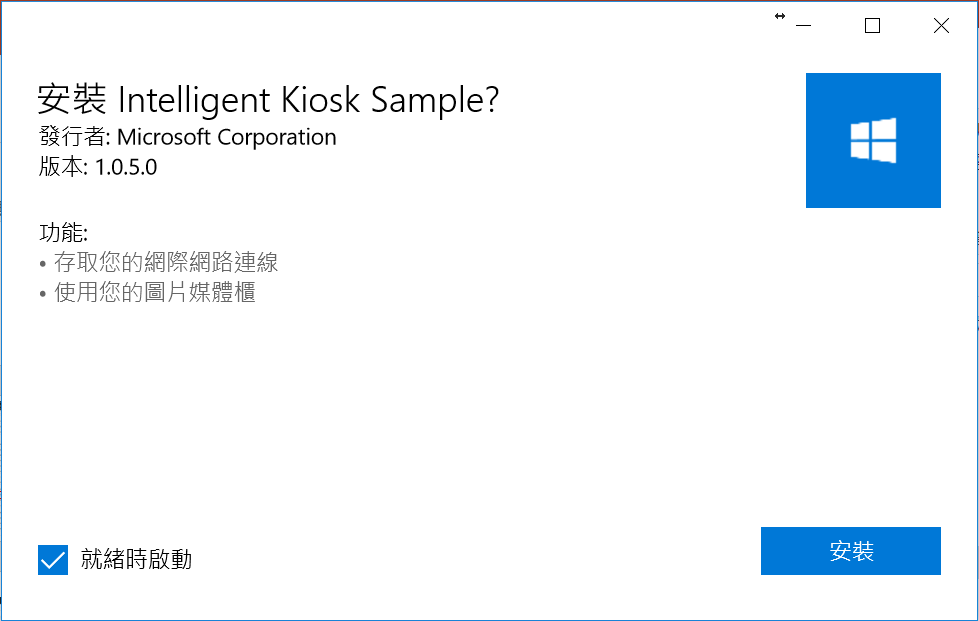 安裝 Intelligent Kiosk Sample?
發行者: Microsoft Corporation
版本: 1.0.5.0
功能:
• 存取您的網際網路連線
• 使用您的圖片媒體櫃
就緒時啟動
安裝